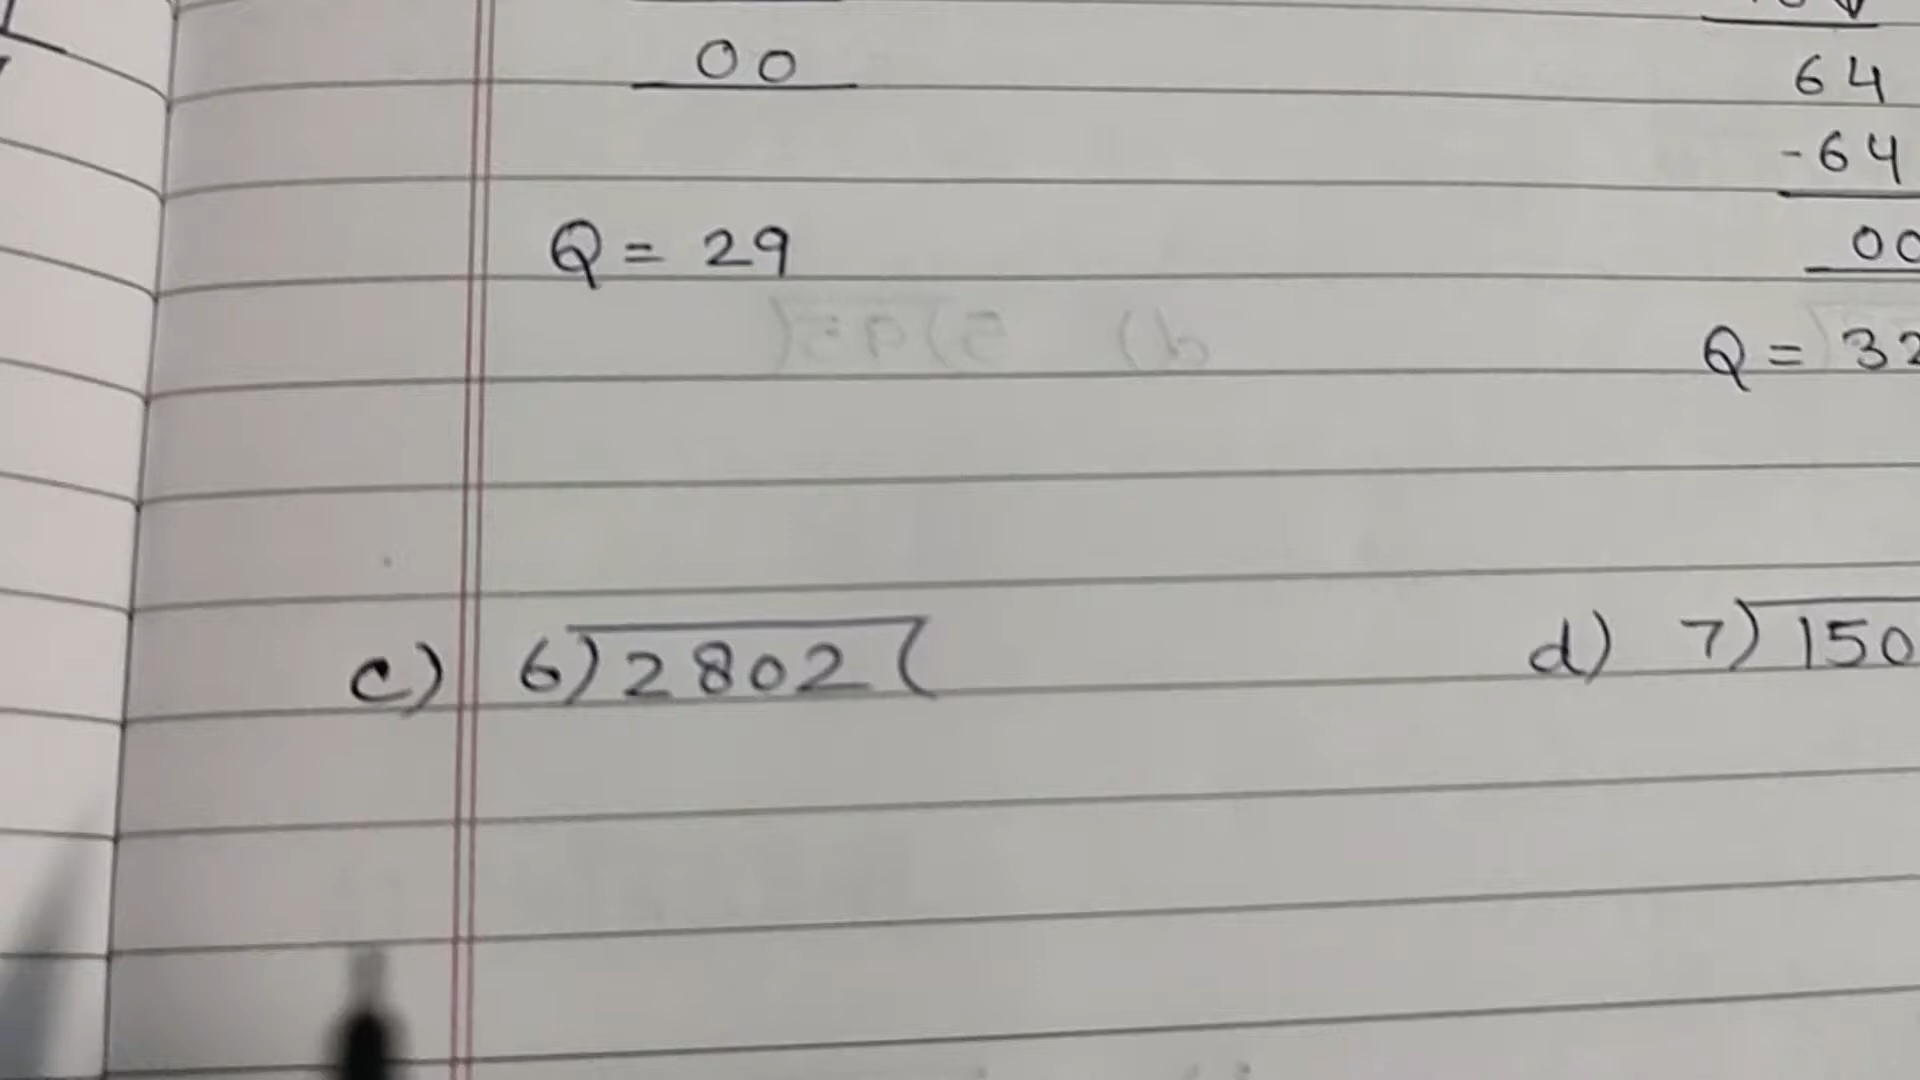 00
64
-64
00
Q = 29
Q = 32
c) 6)2802(
d) 7)150